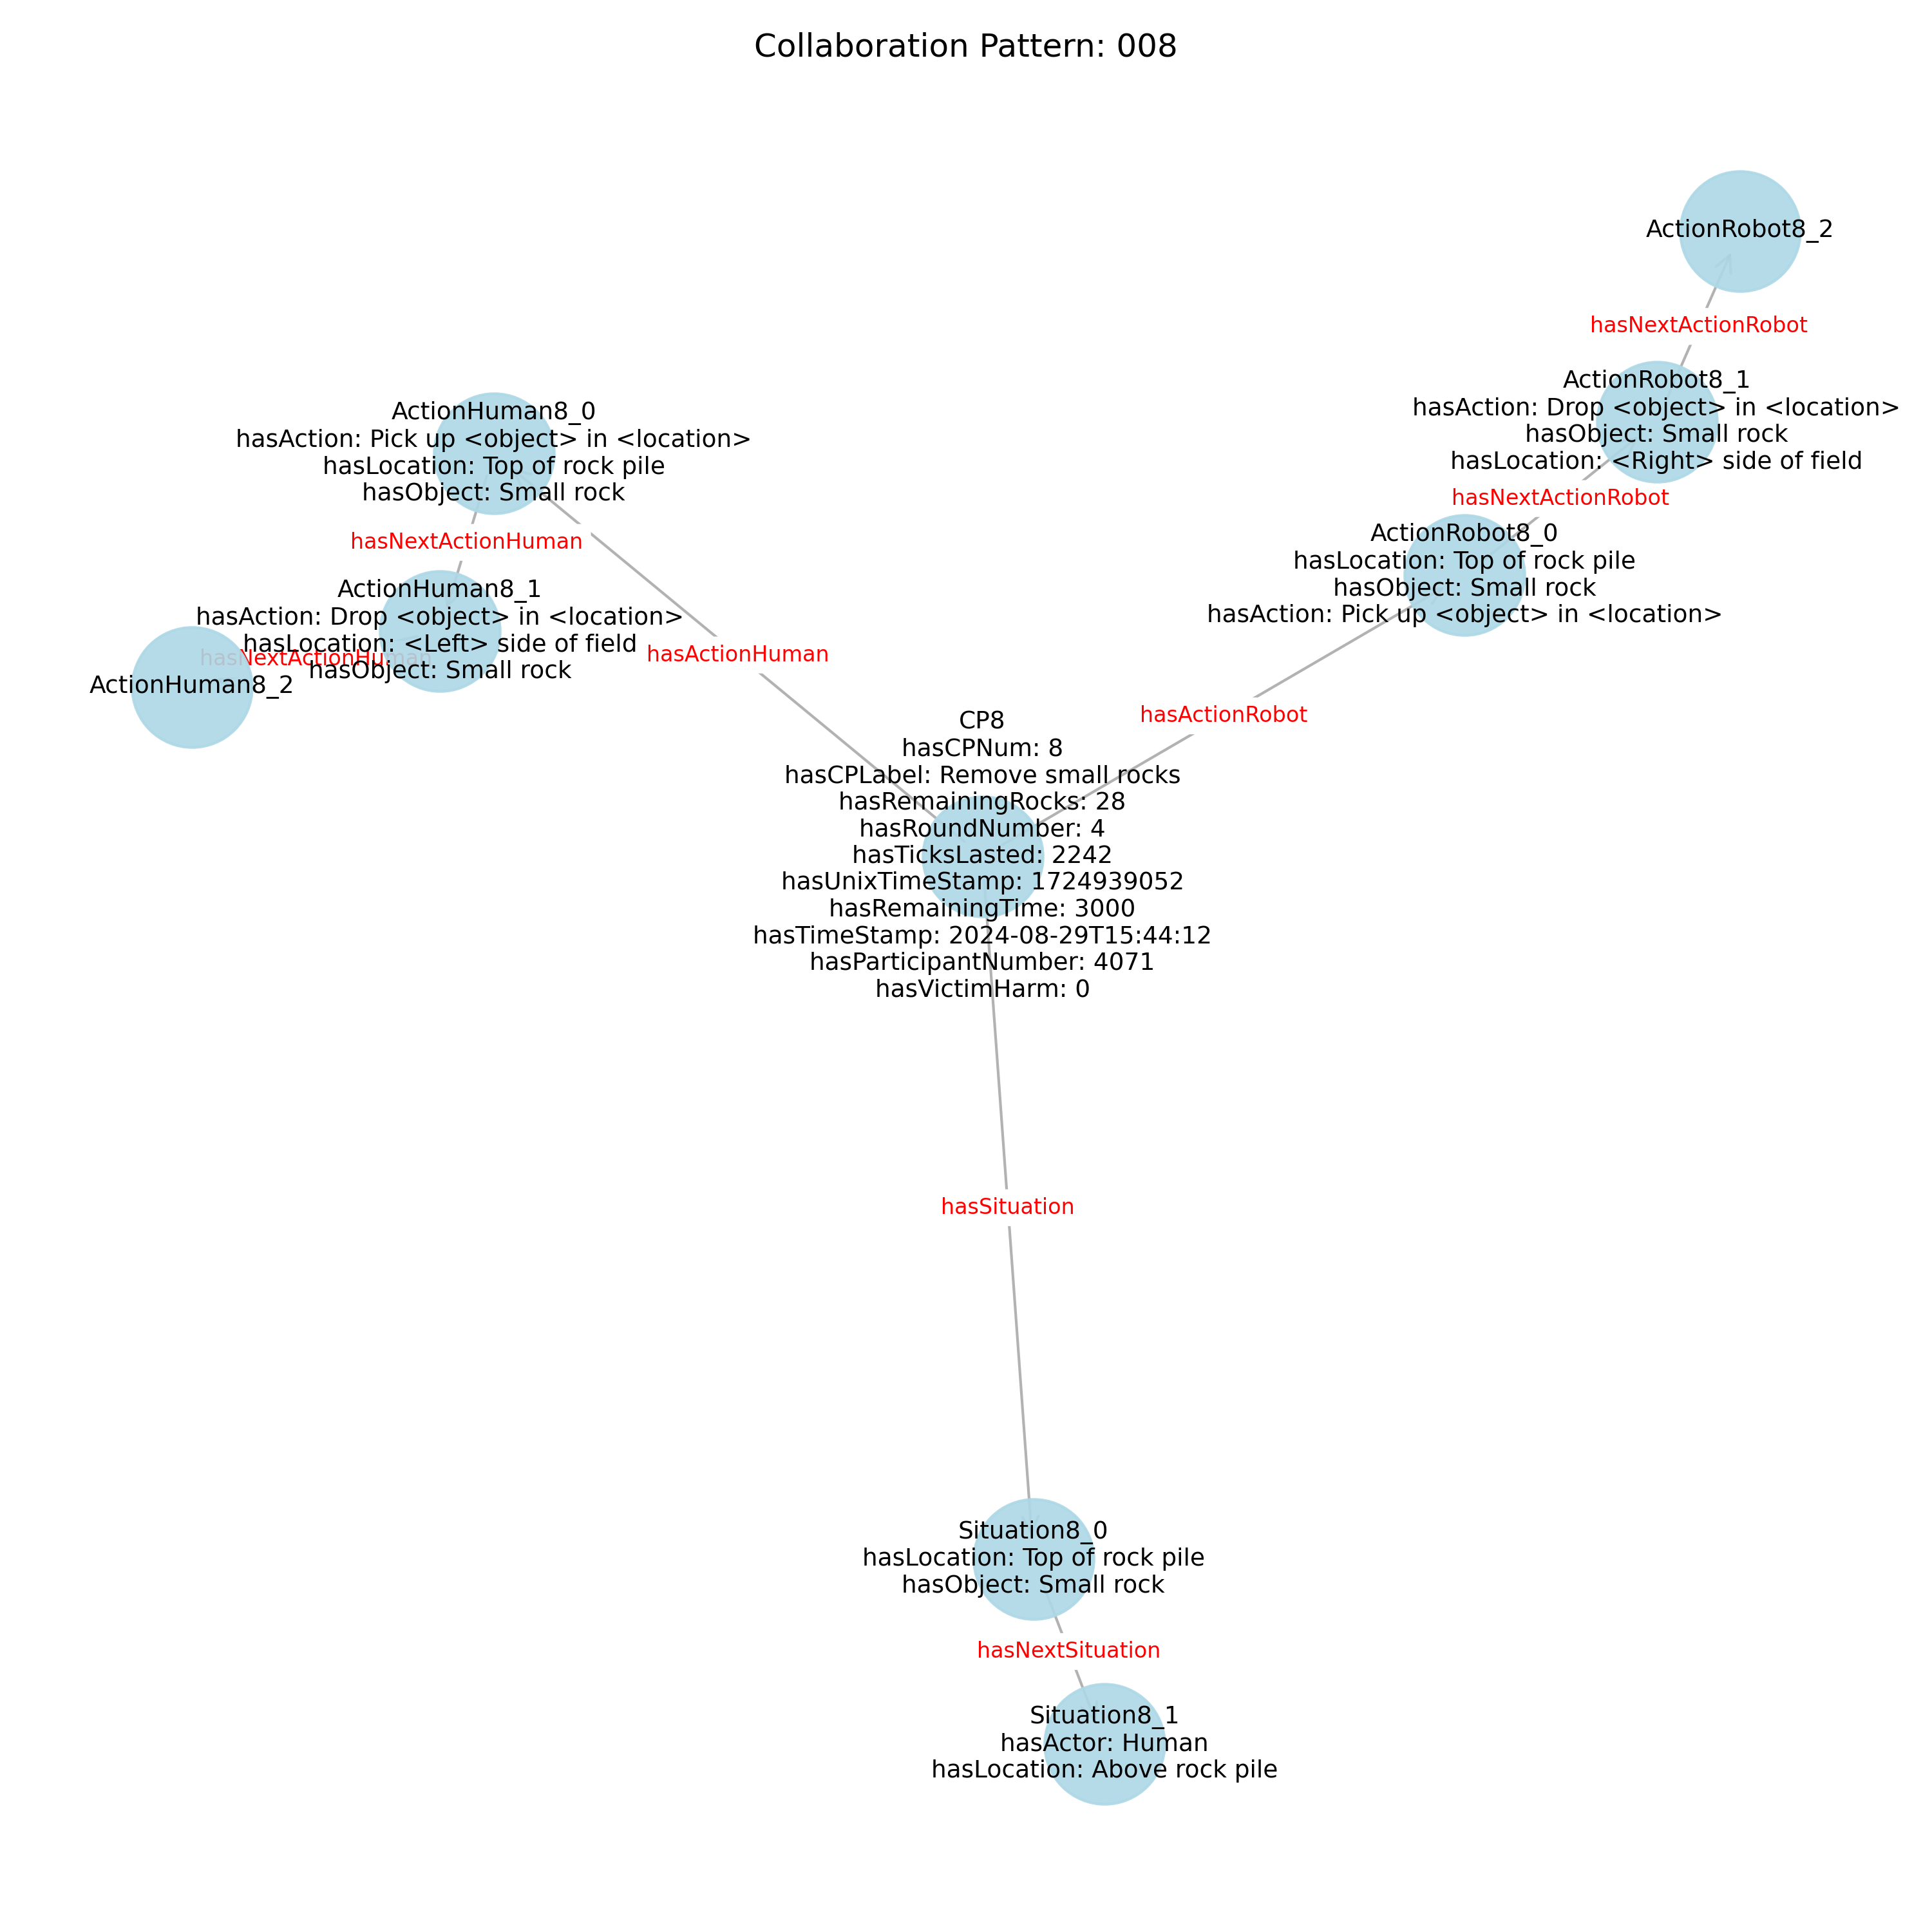 Collaboration Pattern: 008
ActionRobot8_2
hasNextActionRobot
ActionRobot8_1
hasAction: Drop <object> in <location>
hasObject: Small rock
hasLocation: <Right> side of field
hasNextActionRobot
ActionRobot8_0
hasLocation: Top of rock pile
hasObject: Small rock
hasAction: Pick up <object> in <location>
hasActionRobot
ActionHuman8_0
hasAction: Pick up <object> in <location>
hasLocation: Top of rock pile
hasObject: Small rock
hasNextActionHuman
ActionHuman8_1
hasAction: Drop <object> in <location>
hasLocation: <Left> side of field
hasObject: Small rock
hasNextActionHuman
ActionHuman8_2
hasActionHuman
CP8
hasCPNum: 8
hasCPLabel: Remove small rocks
hasRemainingRocks: 28
hasRoundNumber: 4
hasTicksLasted: 2242
hasUnixTimeStamp: 1724939052
hasRemainingTime: 3000
hasTimeStamp: 2024-08-29T15:44:12
hasParticipantNumber: 4071
hasVictimHarm: 0
hasSituation
Situation8_0
hasLocation: Top of rock pile
hasObject: Small rock
hasNextSituation
Situation8_1
hasActor: Human
hasLocation: Above rock pile